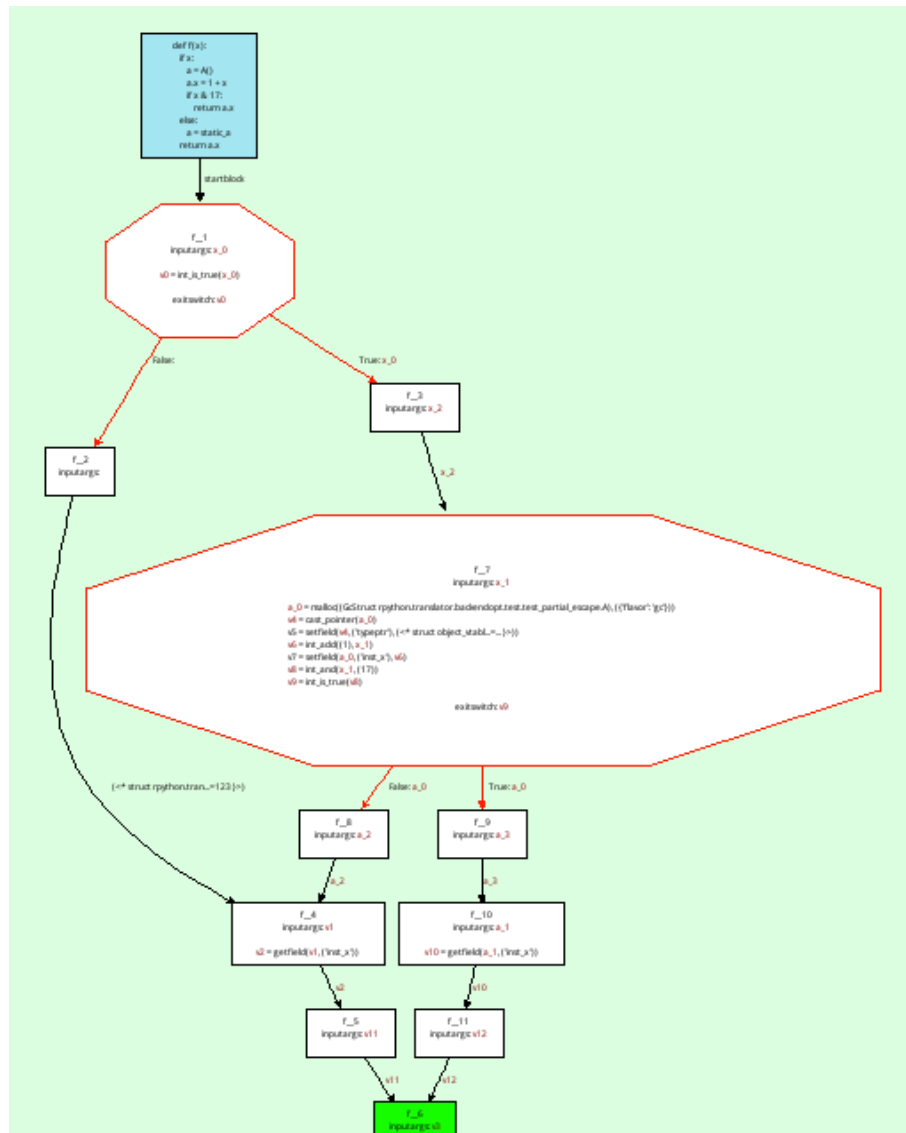 def f(x):
if x:
a = A()
a.x = 1 + x
if x & 17:
return a.x
else:
a = static_a
return a.x
startblock
f__1
inputargs: x_0
v0 = int_is_true(x_0)
exitswitch: v0
False:
True: x_0
f__3
inputargs: x_2
f__2
inputargs:
x_2
f__7
inputargs: x_1
a_0 = malloc((GcStruct rpython.translator.backendopt.test.test_partial_escape.A), ({'flavor': 'gc'}))
v4 = cast_pointer(a_0)
v5 = setfield(v4, ('typeptr'), (<* struct object_vtabl...=... }>))
v6 = int_add((1), x_1)
v7 = setfield(a_0, ('inst_x'), v6)
v8 = int_and(x_1, (17))
v9 = int_is_true(v8)
exitswitch: v9
(<* struct rpython.tran...=123 }>)
False: a_0
True: a_0
f__8
inputargs: a_2
f__9
inputargs: a_3
a_2
a_3
f__4
inputargs: v1
v2 = getfield(v1, ('inst_x'))
f__10
inputargs: a_1
v10 = getfield(a_1, ('inst_x'))
v2
v10
f__5
inputargs: v11
f__11
inputargs: v12
v11
v12
f__6
inputargs: v3